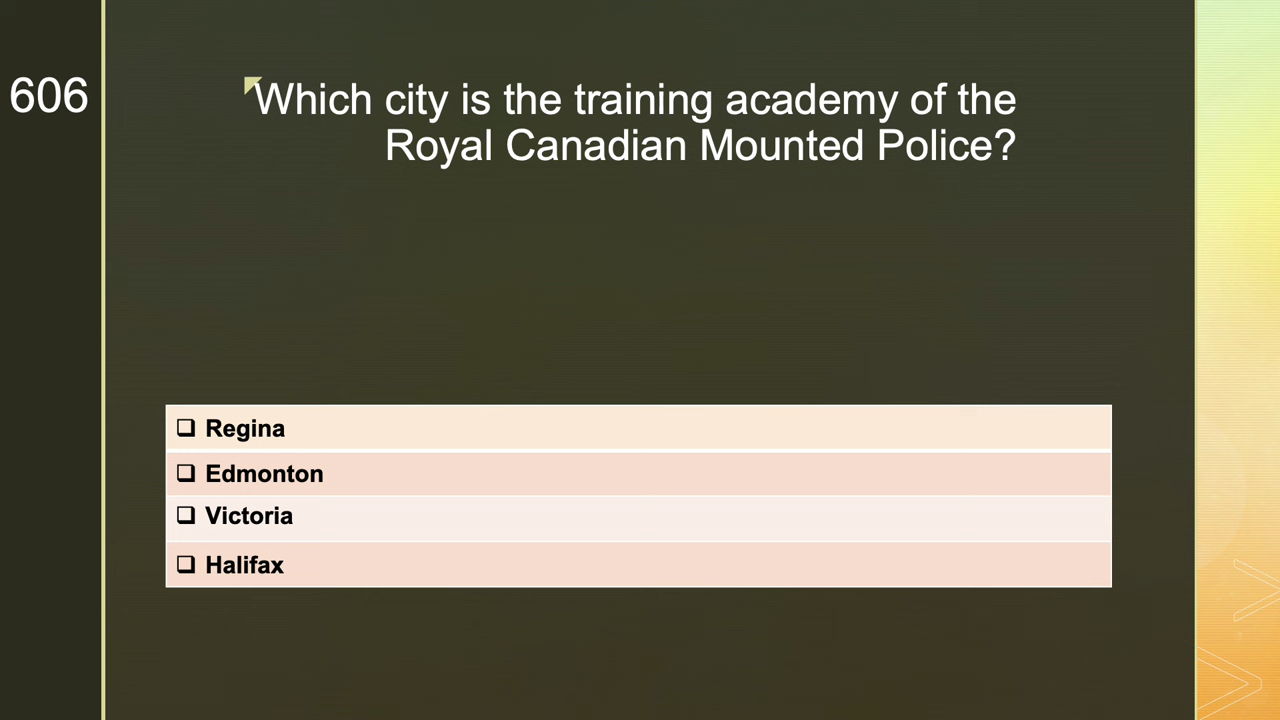 606
Which city is the training academy of the
Royal Canadian Mounted Police?
❑ Regina
❑ Edmonton
❑ Victoria
❑ Halifax